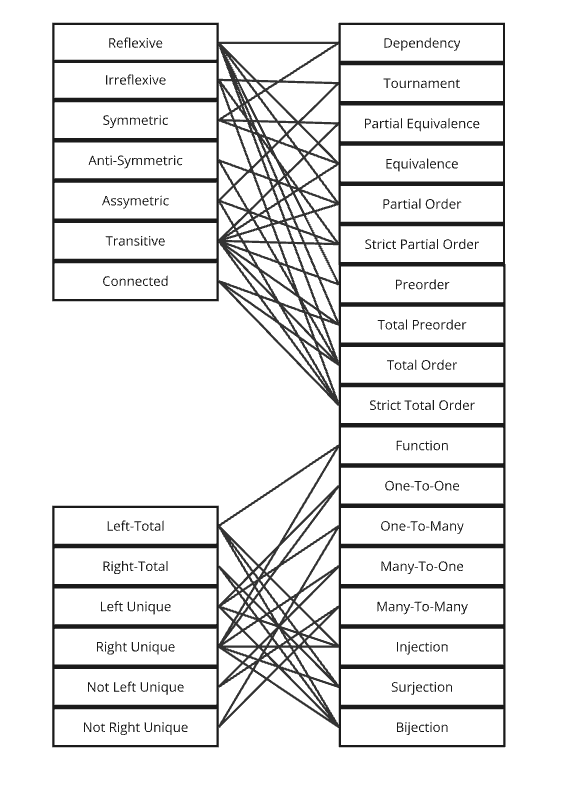 Reflexive
Irreflexive
Symmetric
Anti-Symmetric
Assymetric
Transitive
Connected
Left-Total
Right-Total
Left Unique
Right Unique
Not Left Unique
Not Right Unique
Dependency
Tournament
Partial Equivalence
Equivalence
Partial Order
Strict Partial Order
Preorder
Total Preorder
Total Order
Strict Total Order
Function
One-To-One
One-To-Many
Many-To-One
Many-To-Many
Injection
Surjection
Bijection